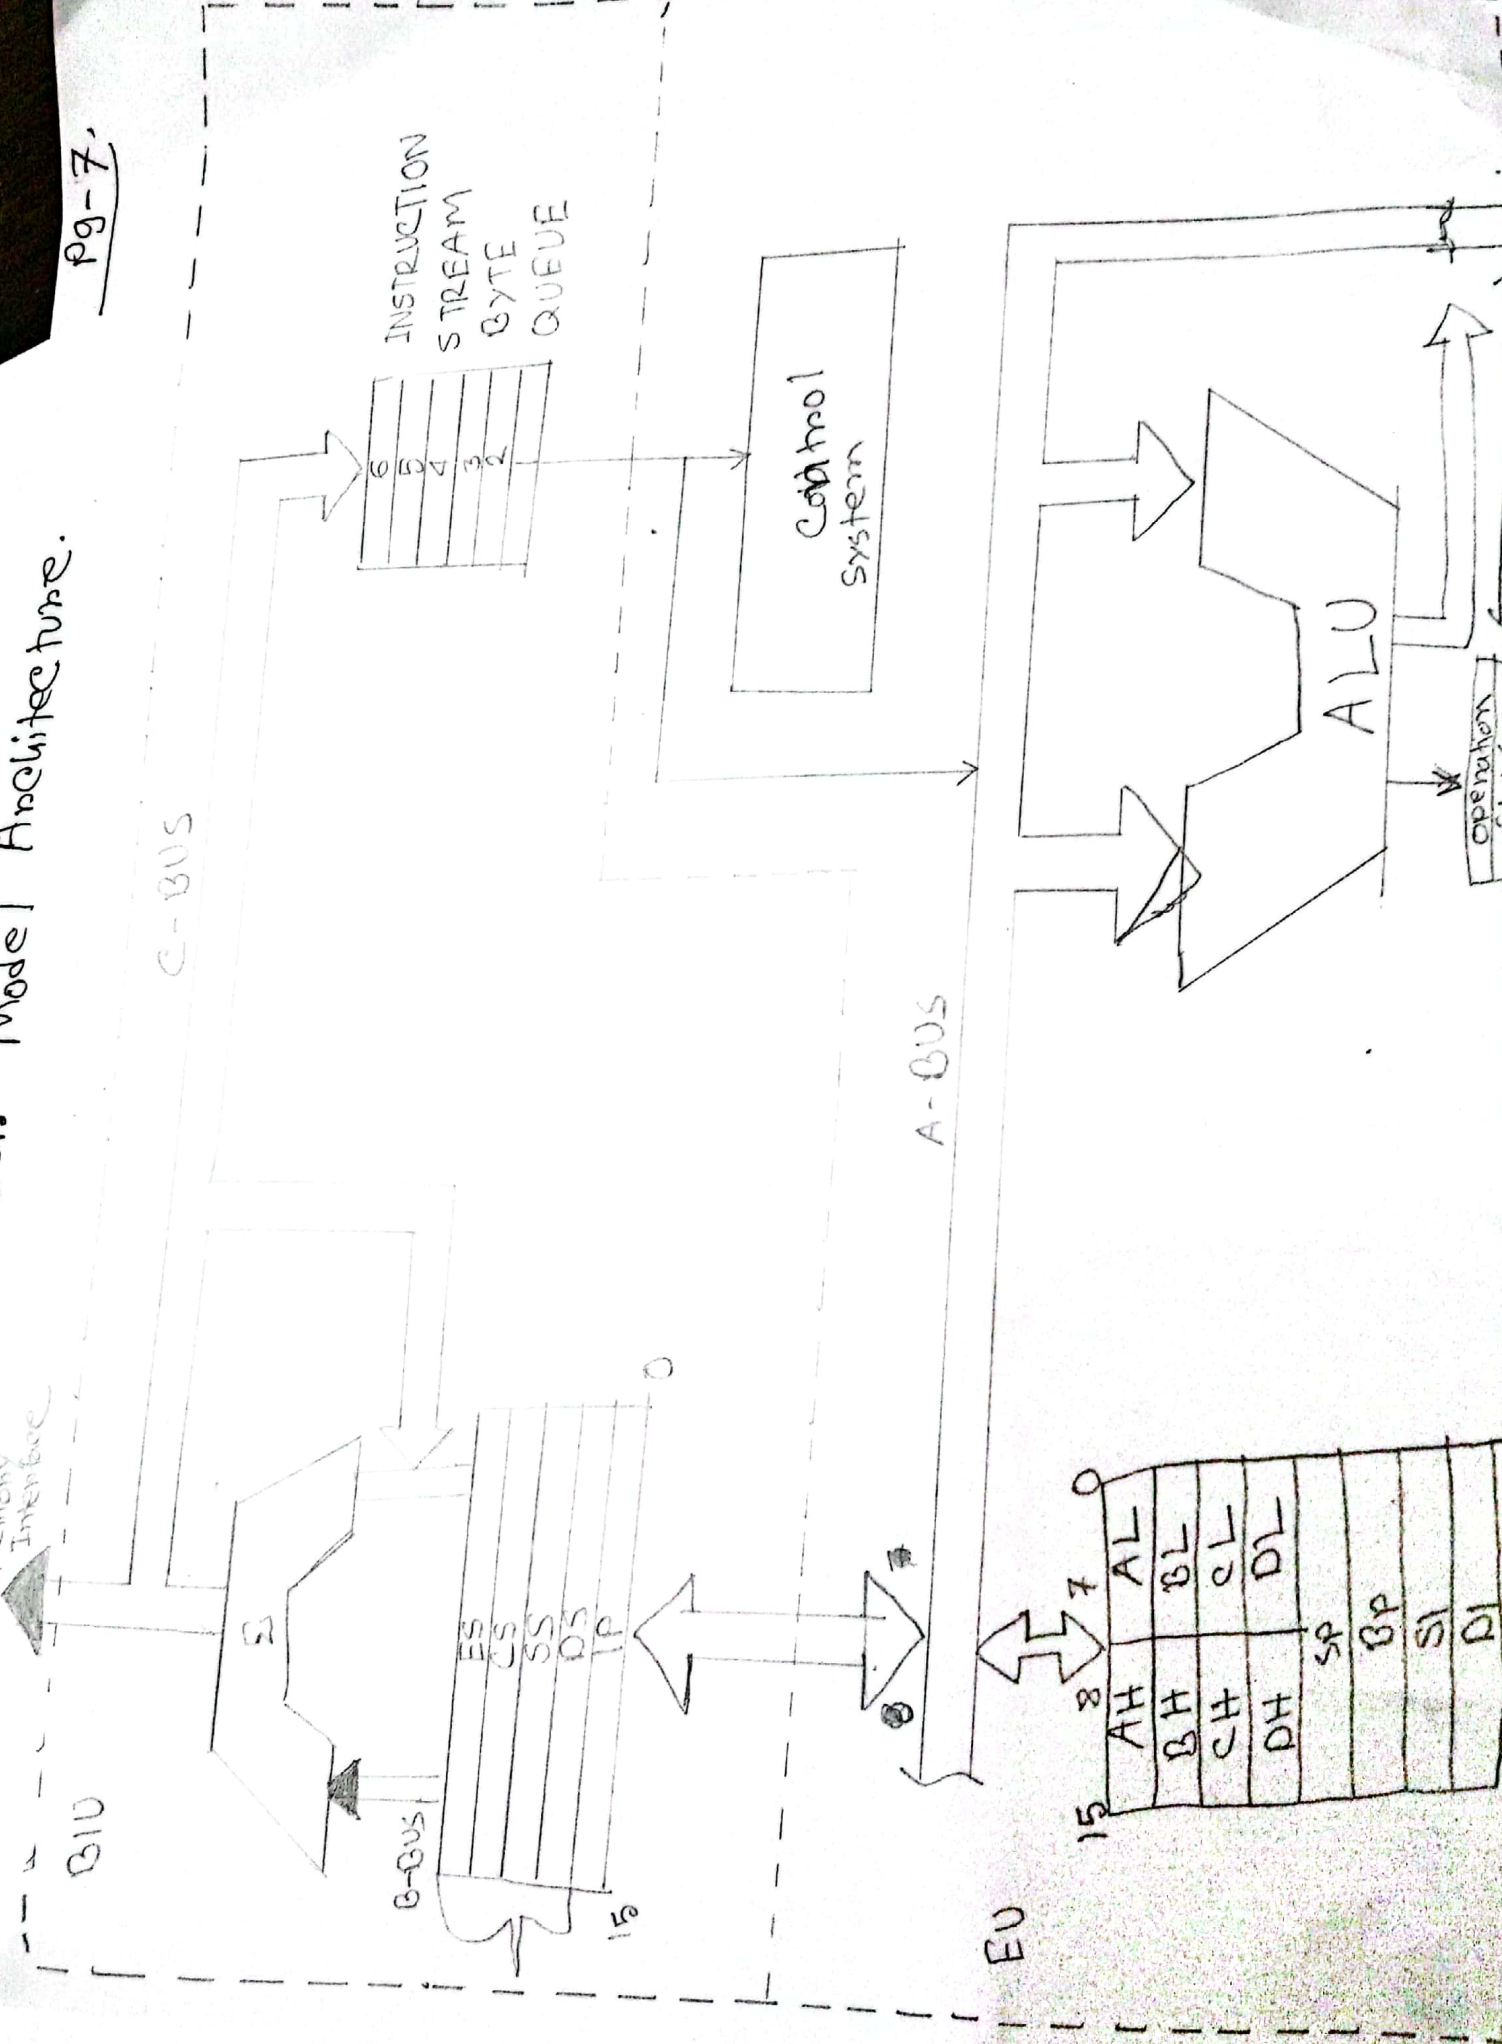 Pg-7.
Model Architecture.
Interface
BIU
C-BUS
Σ
B-BUS
ES
CS
SS
DS
IP
15
0
6
5
4
3
2
INSTRUCTION
STREAM
BYTE
QUEUE
Control
System
A-BUS
8 7
EU
15 8 7 0
AH AL
BH BL
CH CL
DH DL
SP
BP
SI
DI
ALU
operation